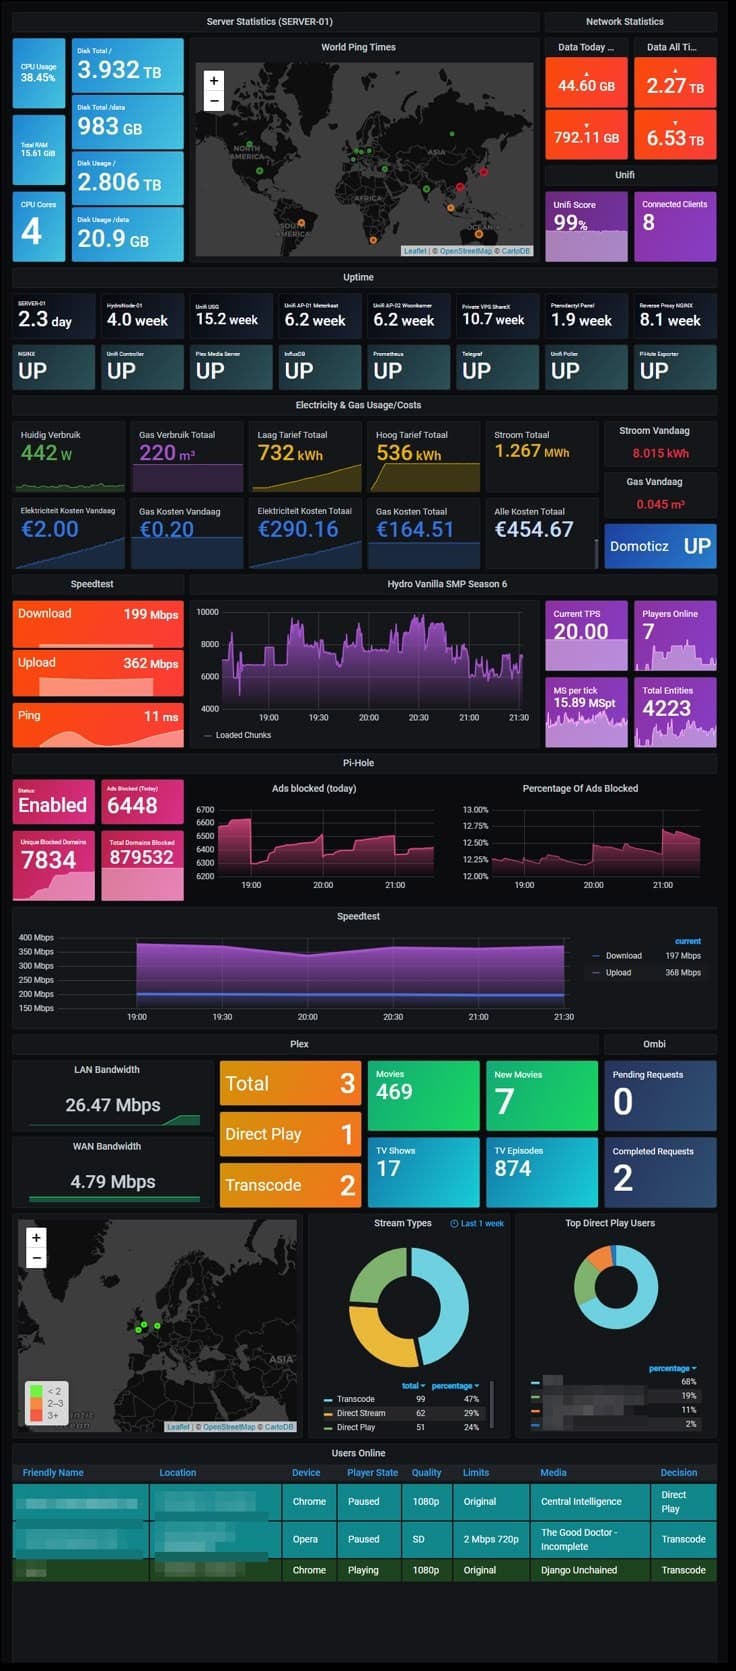 Server Statistics (SERVER-01)
Network Statistics
CPU Usage
38.45%
Total RAM
15.61 GiB
CPU Cores
4
Disk Total /
3.932 TB
Disk Total /data
983 GB
Disk Usage /
2.806 TB
Disk Usage /data
20.9 GB
World Ping Times
+
−
NORTH
AMERICA
SOUTH
AMERICA
AFRICA
ASIA
OCEANIA
Leaflet | © OpenStreetMap © CartoDB
Data Today ...
Data All Ti...
44.60 GB
2.27 TB
792.11 GB
6.53 TB
Unifi
Unifi Score
99%
Connected Clients
8
Uptime
SERVER-01
2.3 day
HydroNode-01
4.0 week
Unifi USG
15.2 week
Unifi AP-01 Meterkast
6.2 week
Unifi AP-02 Woonkamer
6.2 week
Private VPS ShareX
10.7 week
Pterodactyl Panel
1.9 week
Reverse Proxy NGINX
8.1 week
NGINX
UP
Unifi Controller
UP
Plex Media Server
UP
InfluxDB
UP
Prometheus
UP
Telegraf
UP
Unifi Poller
UP
Pi-Hole Exporter
UP
Electricity & Gas Usage/Costs
Huidig Verbruik
442 W
Gas Verbruik Totaal
220 m³
Laag Tarief Totaal
732 kWh
Hoog Tarief Totaal
536 kWh
Stroom Totaal
1.267 MWh
Stroom Vandaag
8.015 kWh
Gas Vandaag
0.045 m³
Elektriciteit Kosten Vandaag
€2.00
Gas Kosten Vandaag
€0.20
Elektriciteit Kosten Totaal
€290.16
Gas Kosten Totaal
€164.51
Alle Kosten Totaal
€454.67
Domoticz UP
Speedtest
Download 199 Mbps
Upload 362 Mbps
Ping 11 ms
Hydro Vanilla SMP Season 6
10000
8000
6000
4000
19:00 19:30 20:00 20:30 21:00 21:30
Loaded Chunks
Current TPS
20.00
Players Online
7
MS per tick
15.89 MSpt
Total Entities
4223
Pi-Hole
Status:
Enabled
Ads Blocked (Today)
6448
Unique Blocked Domains
7834
Total Domains Blocked
879532
Ads blocked (today)
6700
6600
6500
6400
6300
6200
19:00 20:00 21:00
Percentage Of Ads Blocked
13.00%
12.75%
12.50%
12.25%
12.00%
19:00 20:00 21:00
Speedtest
400 Mbps
350 Mbps
300 Mbps
250 Mbps
200 Mbps
150 Mbps
19:00 19:30 20:00 20:30 21:00 21:30
current
Download 197 Mbps
Upload 368 Mbps
Plex
Ombi
LAN Bandwidth
26.47 Mbps
WAN Bandwidth
4.79 Mbps
Total 3
Direct Play 1
Transcode 2
Movies
469
New Movies
7
TV Shows
17
TV Episodes
874
Pending Requests
0
Completed Requests
2
+
−
ASIA
< 2
2–3
3+
Leaflet | © OpenStreetMap © CartoDB
Stream Types
Last 1 week
total percentage
Transcode 99 47%
Direct Stream 62 29%
Direct Play 51 24%
Top Direct Play Users
percentage
68%
19%
11%
2%
Users Online
Friendly Name Location Device Player State Quality Limits Media Decision
Chrome Paused 1080p Original Central Intelligence Direct
Play
Opera Paused SD 2 Mbps 720p The Good Doctor -
Incomplete Transcode
Chrome Playing 1080p Original Django Unchained Transcode